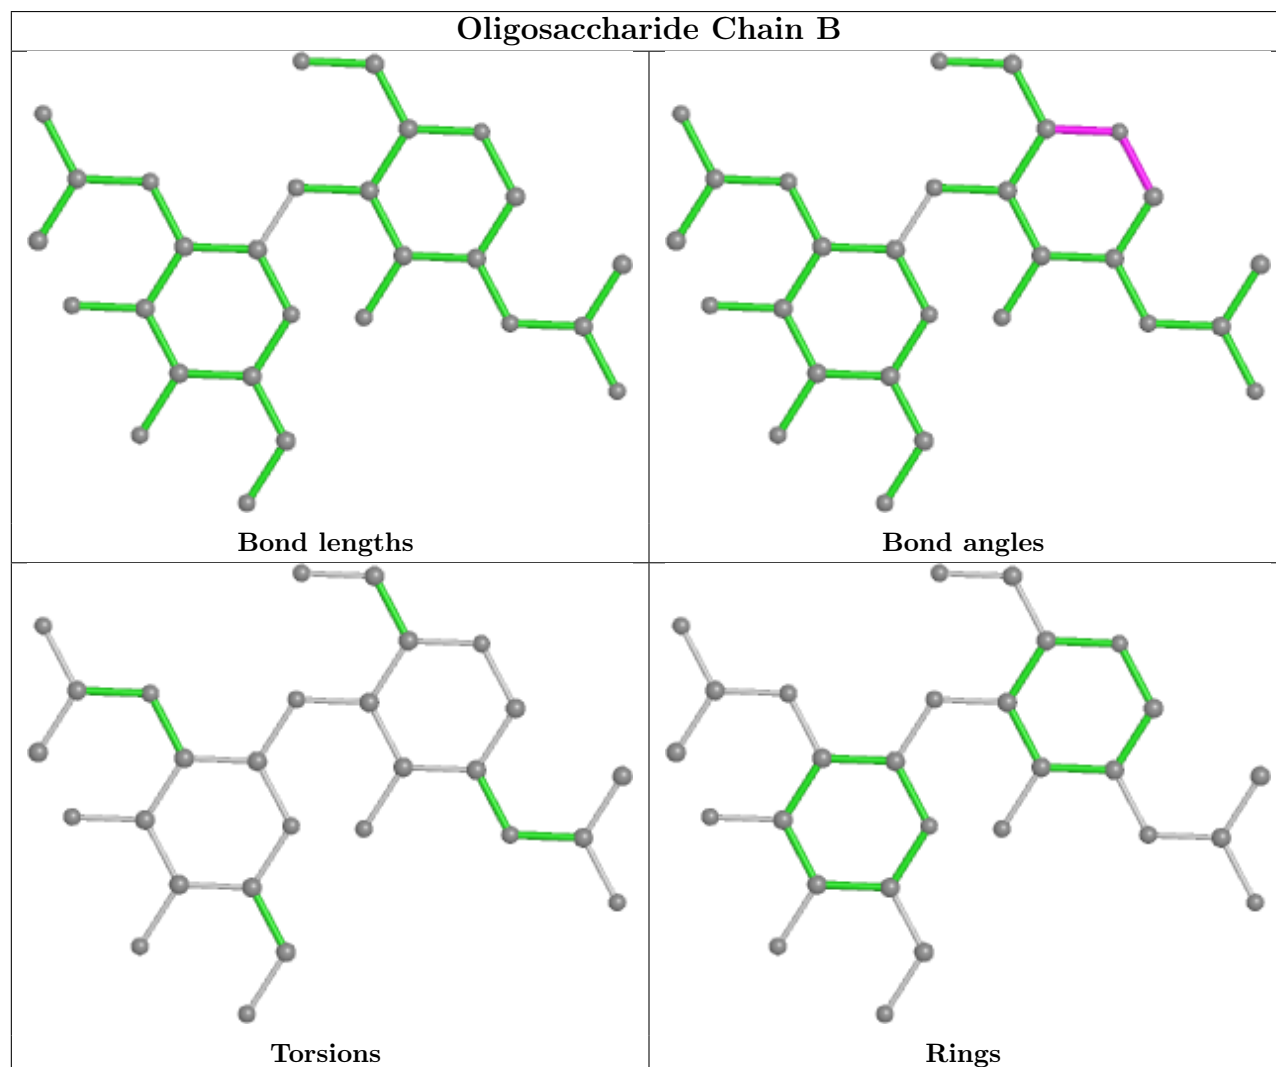 Oligosaccharide Chain B
Bond lengths
Bond angles
Torsions
Rings